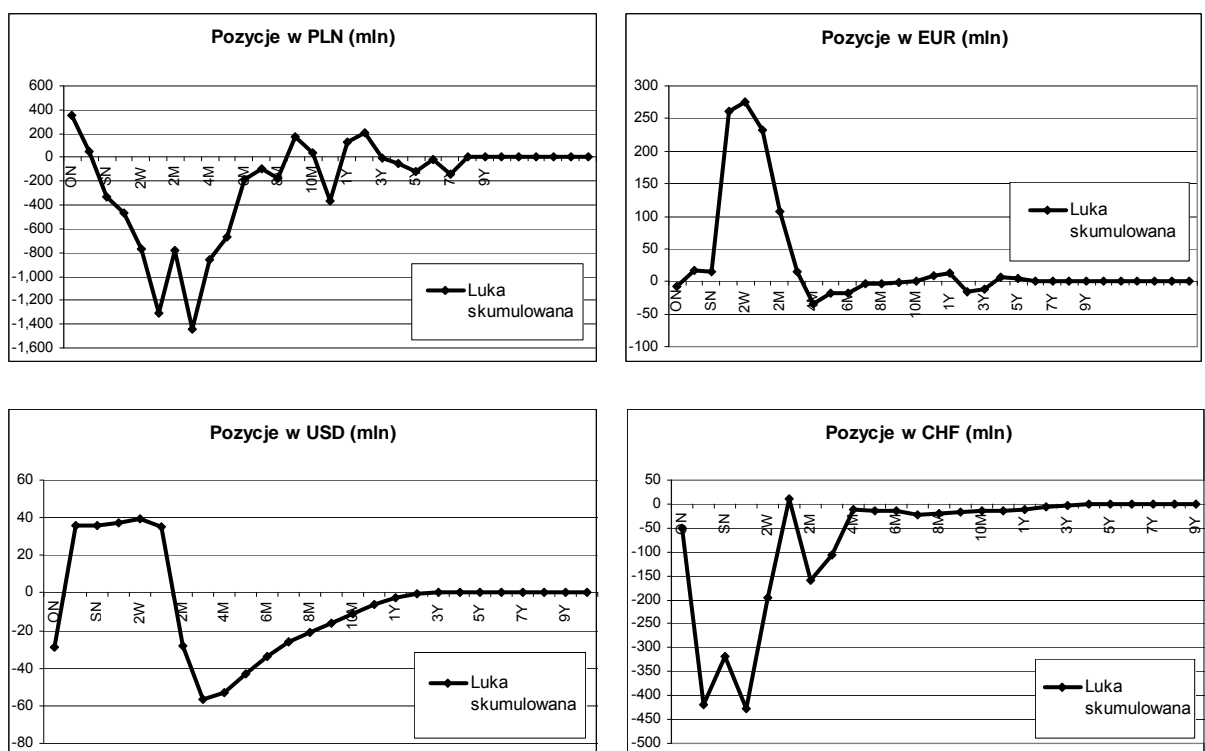 Pozycje w PLN (mln)
600
400
200
0
-200
-400
-600
-800
-1,000
-1,200
-1,400
-1,600
ON
SN
2W
2M
4M
6M
8M
10M
1Y
3Y
5Y
7Y
9Y
Luka
skumulowana
Pozycje w EUR (mln)
300
250
200
150
100
50
0
-50
-100
ON
SN
2W
2M
4M
6M
8M
10M
1Y
3Y
5Y
7Y
9Y
Luka
skumulowana
Pozycje w USD (mln)
60
40
20
0
-20
-40
-60
-80
ON
SN
2W
2M
4M
6M
8M
10M
1Y
3Y
5Y
7Y
9Y
Luka
skumulowana
Pozycje w CHF (mln)
50
0
-50
-100
-150
-200
-250
-300
-350
-400
-450
-500
ON
SN
2W
2M
4M
6M
8M
10M
1Y
3Y
5Y
7Y
9Y
Luka
skumulowana